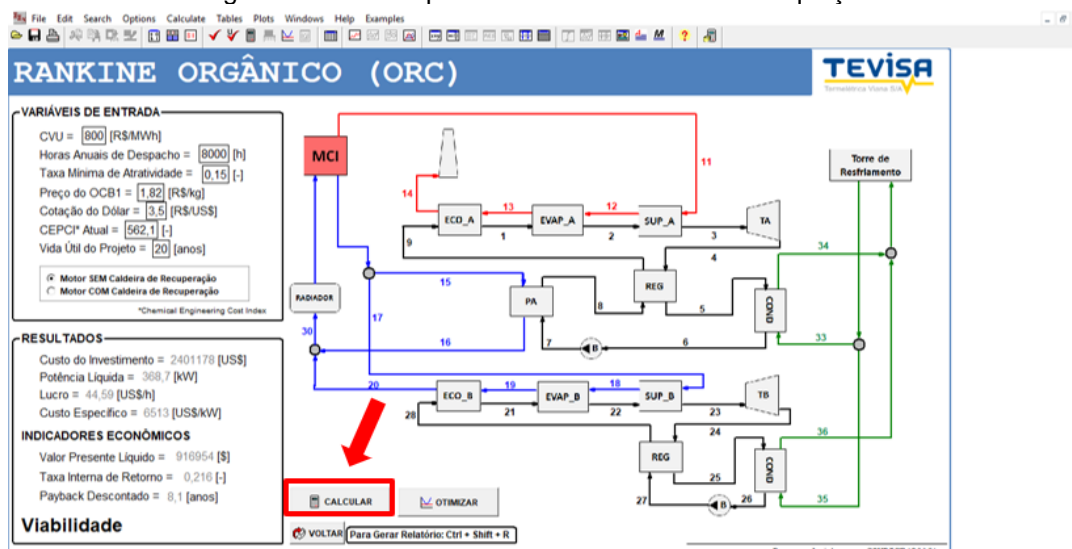 File Edit Search Options Calculate Tables Plots Windows Help Examples
RANKINE ORGÂNICO (ORC)
TEVISA
Termelétrica Viana S/A
VARIÁVEIS DE ENTRADA
CVU = 800 [R$/MWh]
Horas Anuais de Despacho = 8000 [h]
Taxa Mínima de Atratividade = 0,15 [-]
Preço do OCB1 = 1,82 [R$/kg]
Cotação do Dólar = 3,5 [R$/US$]
CEPCI* Atual = 562,1 [-]
Vida Útil do Projeto = 20 [anos]
Motor SEM Caldeira de Recuperação
Motor COM Caldeira de Recuperação
*Chemical Engineering Cost Index
RESULTADOS
Custo do Investimento = 2401178 [US$]
Potência Líquida = 368,7 [kW]
Lucro = 44,59 [US$/h]
Custo Específico = 6513 [US$/kW]
INDICADORES ECONÔMICOS
Valor Presente Líquido = 916954 [$]
Taxa Interna de Retorno = 0,216 [-]
Payback Descontado = 8,1 [anos]
Viabilidade
MCI
11
Torre de
Resfriamento
14
13
12
ECO_A
EVAP_A
SUP_A
TA
9
1
2
3
34
4
15
REG
RADIADOR
PA
8
5
COND
17
30
16
7
B
6
33
20
19
18
ECO_B
EVAP_B
SUP_B
TB
28
21
22
23
24
36
REG
25
COND
27
B
26
35
CALCULAR
OTIMIZAR
VOLTAR
Para Gerar Relatório: Ctrl + Shift + R